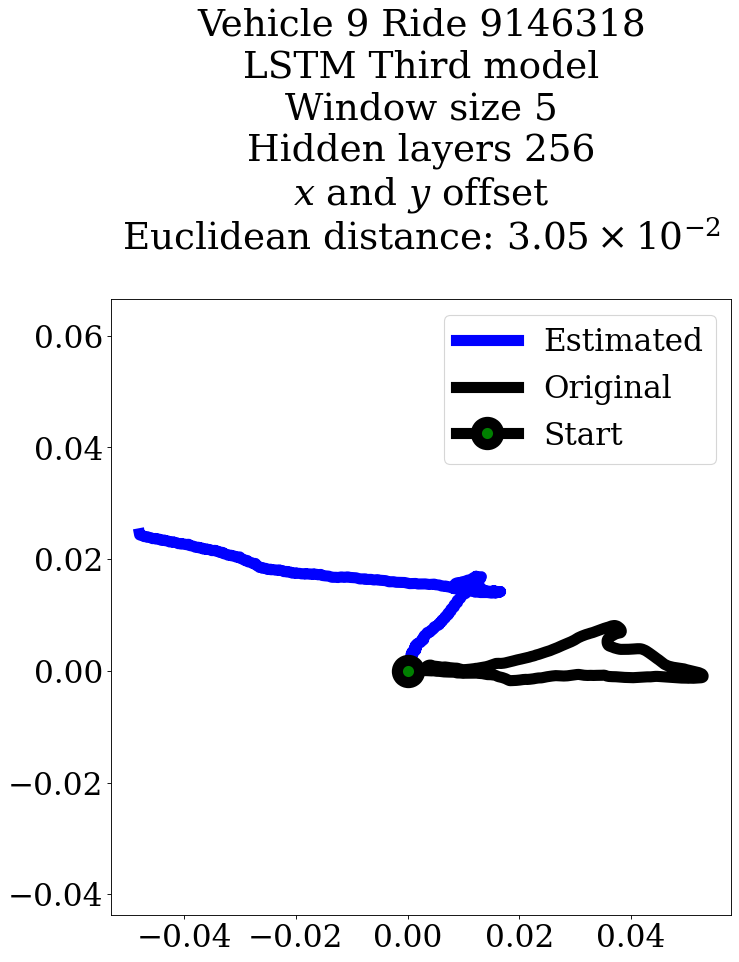 Vehicle 9 Ride 9146318
LSTM Third model
Window size 5
Hidden layers 256
x and y offset
Euclidean distance: 3.05 × 10⁻²
Estimated
Original
Start
0.06
0.04
0.02
0.00
−0.02
−0.04
−0.04 −0.02 0.00 0.02 0.04